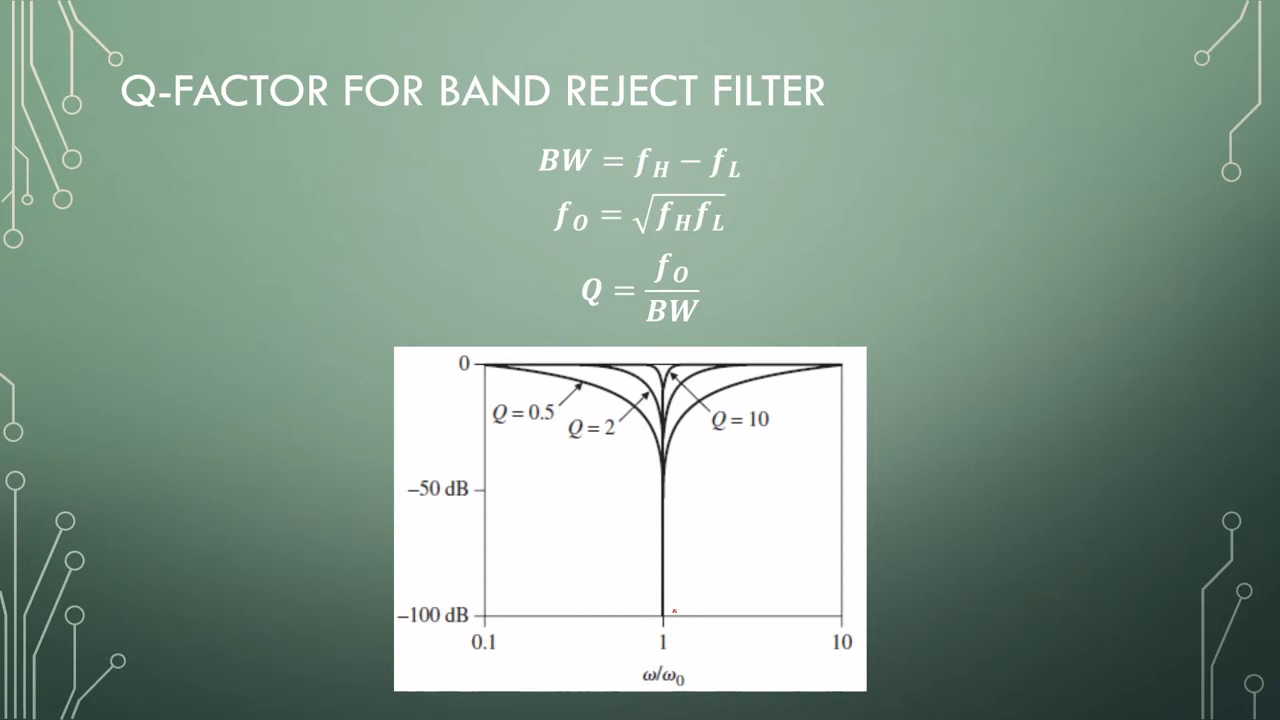 Q-FACTOR FOR BAND REJECT FILTER
BW = f_H − f_L
f_O = √(f_H f_L)
Q = f_O / BW
0
Q = 0.5
Q = 2
Q = 10
−50 dB
−100 dB
0.1 1 10
ω/ω_0